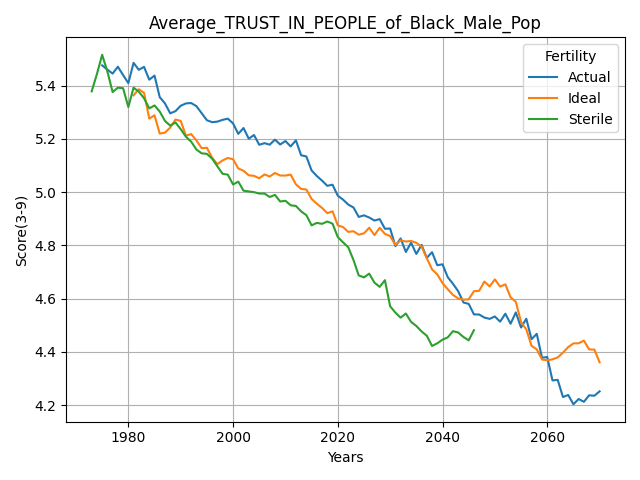 Average_TRUST_IN_PEOPLE_of_Black_Male_Pop
Fertility
Actual
Ideal
Sterile
Score(3-9)
5.4
5.2
5.0
4.8
4.6
4.4
4.2
1980 2000 2020 2040 2060
Years